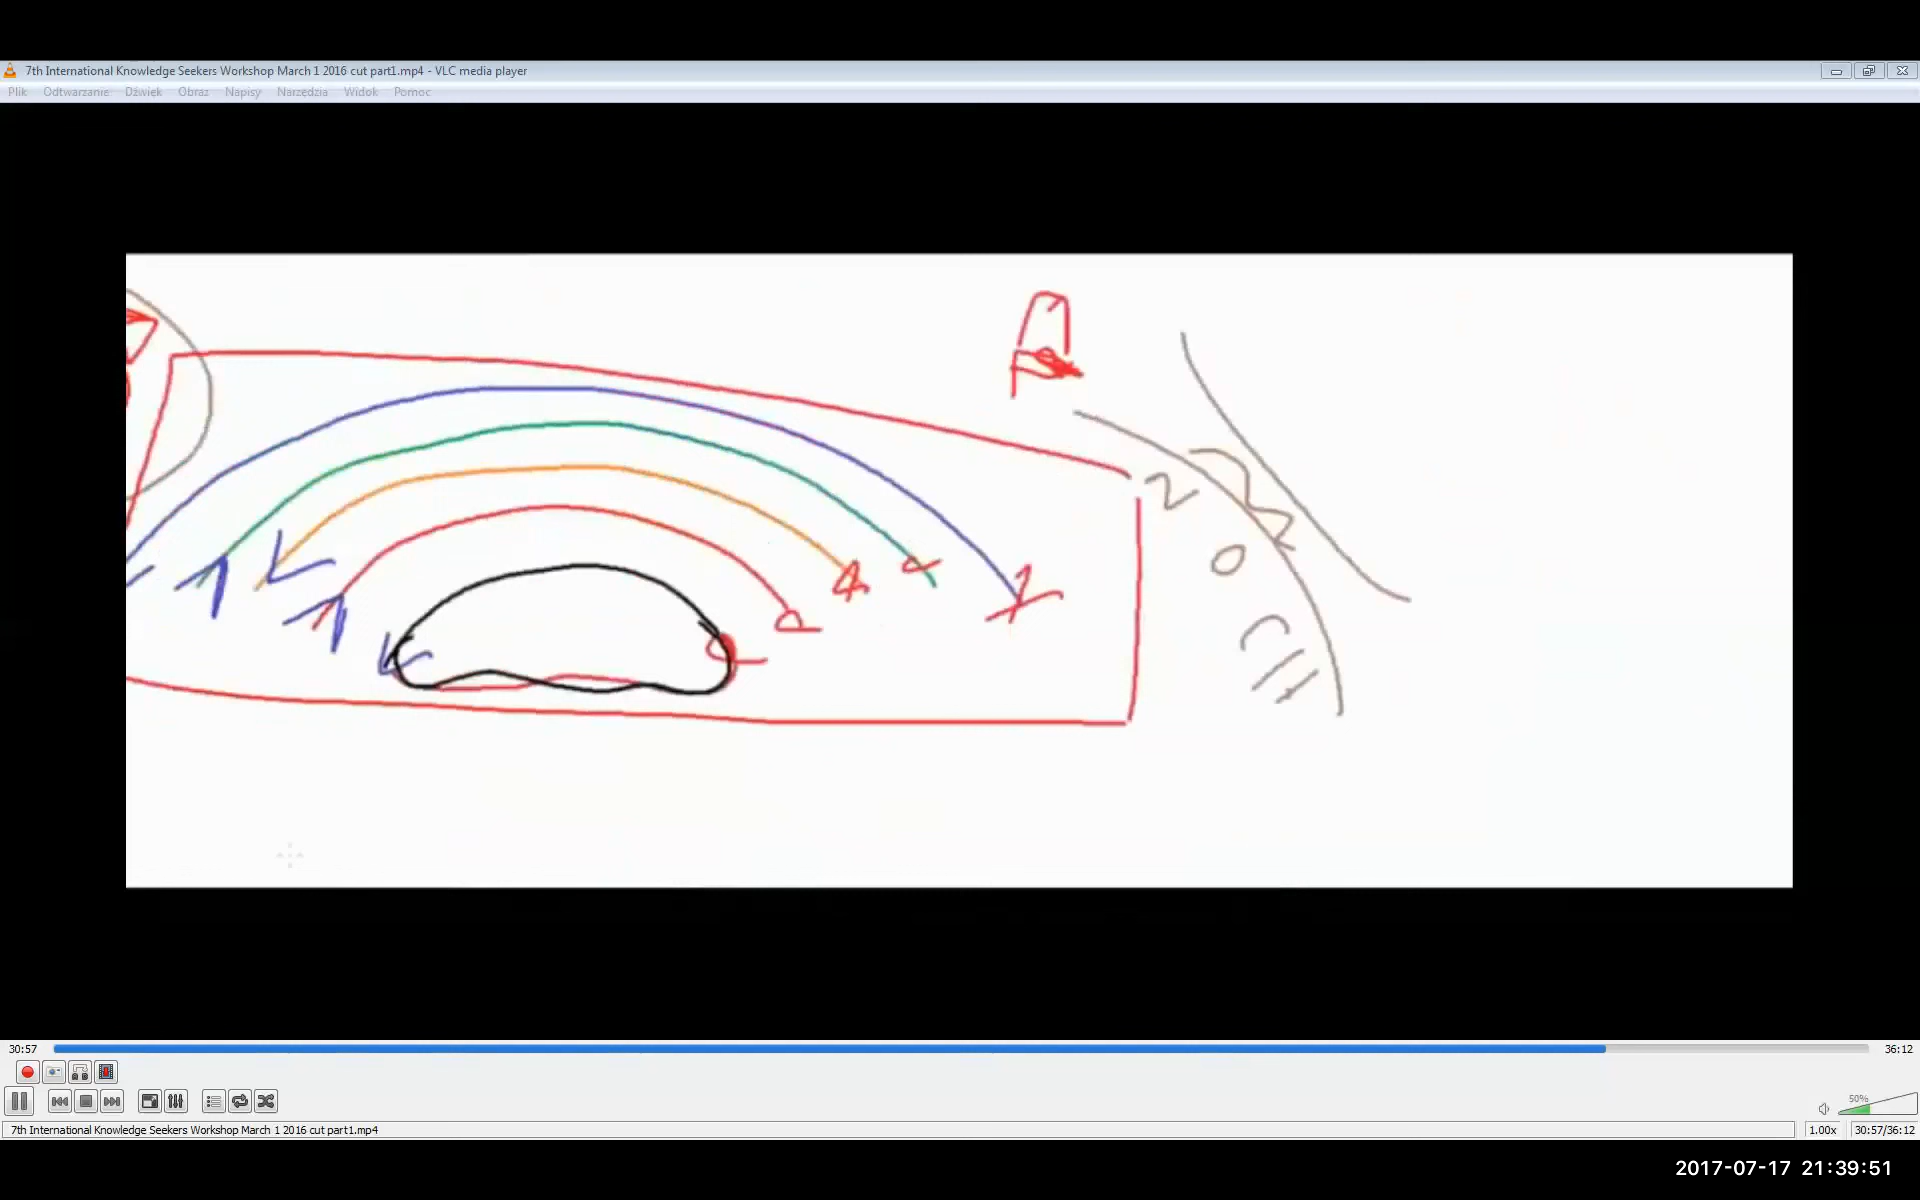 7th International Knowledge Seekers Workshop March 1 2016 cut part1.mp4 - VLC media player
Plik Odtwarzanie Dźwięk Obraz Napisy Narzędzia Widok Pomoc
30:57 36:12
50%
7th International Knowledge Seekers Workshop March 1 2016 cut part1.mp4 1.00x 30:57/36:12
2017-07-17 21:39:51